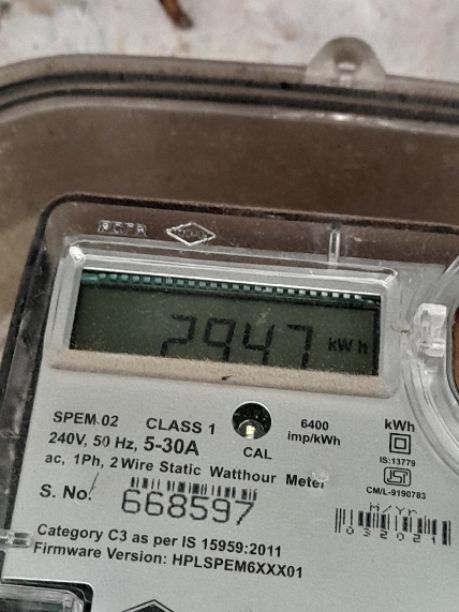 2947 kWh
SPEM-02 CLASS 1 6400 kWh
240V, 50 Hz, 5-30A CAL imp/kWh
ac, 1Ph, 2 Wire Static Watthour Meter IS:13779
S. No. 668597 CM/L-9190783
M/Yr.
032021
Category C3 as per IS 15959:2011
Firmware Version: HPLSPEM6XXX01